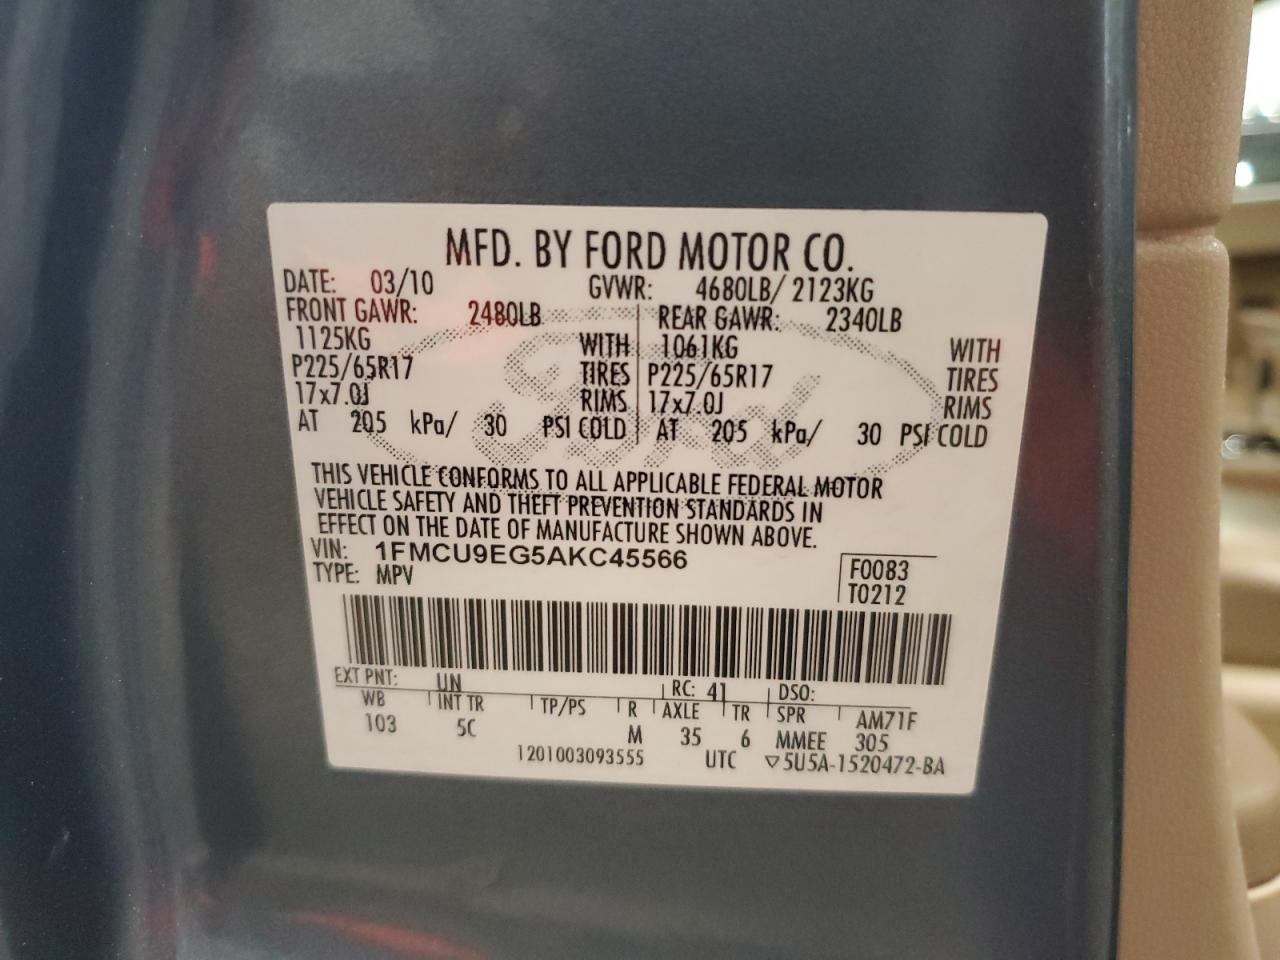 MFD. BY FORD MOTOR CO.
DATE: 03/10 GVWR: 4680LB/ 2123KG
FRONT GAWR: 2480LB REAR GAWR: 2340LB
1125KG WITH 1061KG WITH
P225/65R17 TIRES P225/65R17 TIRES
17x7.0J RIMS 17x7.0J RIMS
AT 205 kPa/ 30 PSI COLD AT 205 kPa/ 30 PSI COLD
Ford
THIS VEHICLE CONFORMS TO ALL APPLICABLE FEDERAL MOTOR
VEHICLE SAFETY AND THEFT PREVENTION STANDARDS IN
EFFECT ON THE DATE OF MANUFACTURE SHOWN ABOVE.
VIN: 1FMCU9EG5AKC45566
TYPE: MPV
F0083
T0212
EXT PNT: UN RC: 41 DSO:
WB INT TR TP/PS R AXLE TR SPR AM71F
103 5C M 35 6 MMEE 305
1201003093555 UTC ▽5U5A-1520472-BA